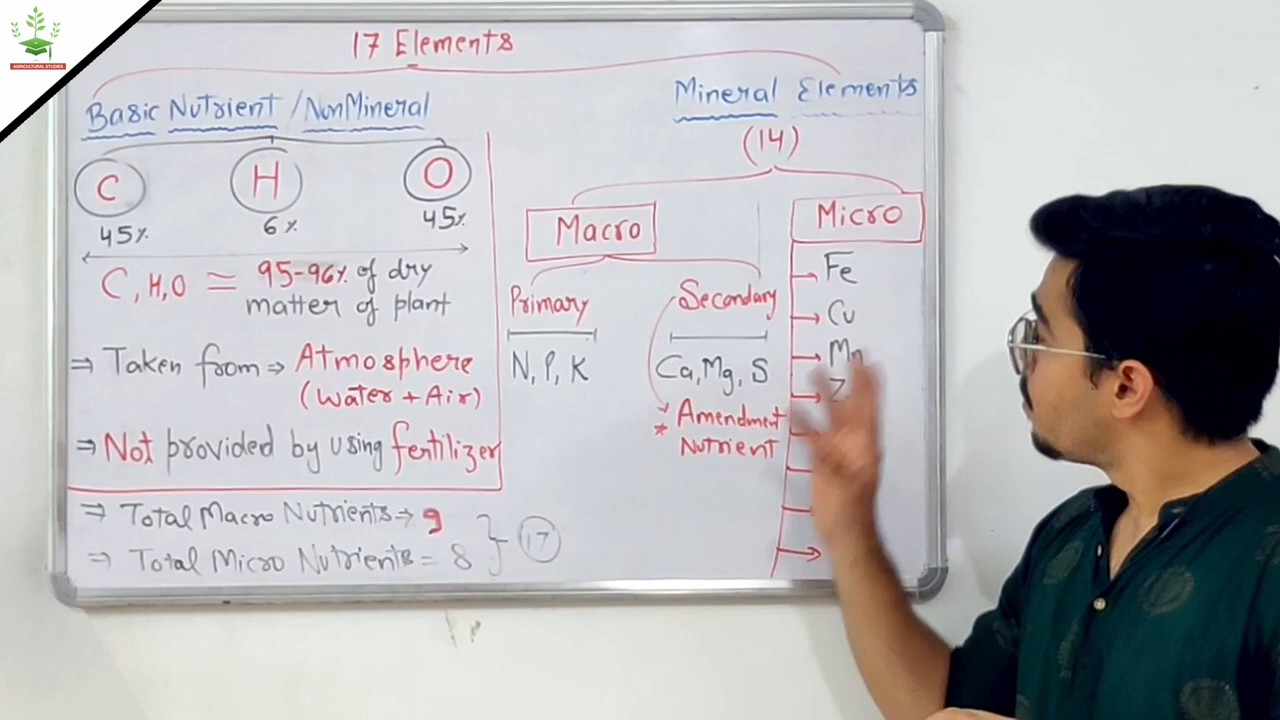 AGRICULTURAL STUDIES
17 Elements
Basic Nutrient / NonMineral
C H O
45% 6% 45%
C, H, O = 95-96% of dry
matter of plant
⇒ Taken from ⇒ Atmosphere
(Water + Air)
⇒ Not provided by using fertilizer
⇒ Total Macro Nutrients → 9
⇒ Total Micro Nutrients = 8
17
Mineral Elements
(14)
Macro
Primary
N, P, K
Secondary
Ca, Mg, S
* Amendment
Nutrient
Micro
→ Fe
→ Cu
→ Mn